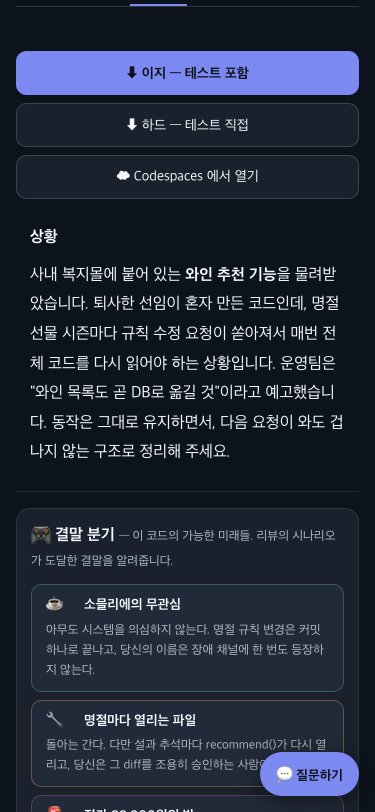 ⬇ 이지 — 테스트 포함
⬇ 하드 — 테스트 직접
☁ Codespaces 에서 열기
상황
사내 복지몰에 붙어 있는 와인 추천 기능을 물려받
았습니다. 퇴사한 선임이 혼자 만든 코드인데, 명절
선물 시즌마다 규칙 수정 요청이 쏟아져서 매번 전
체 코드를 다시 읽어야 하는 상황입니다. 운영팀은
"와인 목록도 곧 DB로 옮길 것"이라고 예고했습니
다. 동작은 그대로 유지하면서, 다음 요청이 와도 겁
나지 않는 구조로 정리해 주세요.
🎮 결말 분기 — 이 코드의 가능한 미래들. 리뷰의 시나리오
가 도달한 결말을 알려줍니다.
☕ 소믈리에의 무관심
아무도 시스템을 의심하지 않는다. 명절 규칙 변경은 커밋
하나로 끝나고, 당신의 이름은 장애 채널에 한 번도 등장하
지 않는다.
🔧 명절마다 열리는 파일
돌아는 간다. 다만 설과 추석마다 recommend()가 다시 열
리고, 당신은 그 diff를 조용히 승인하는
💬 질문하기